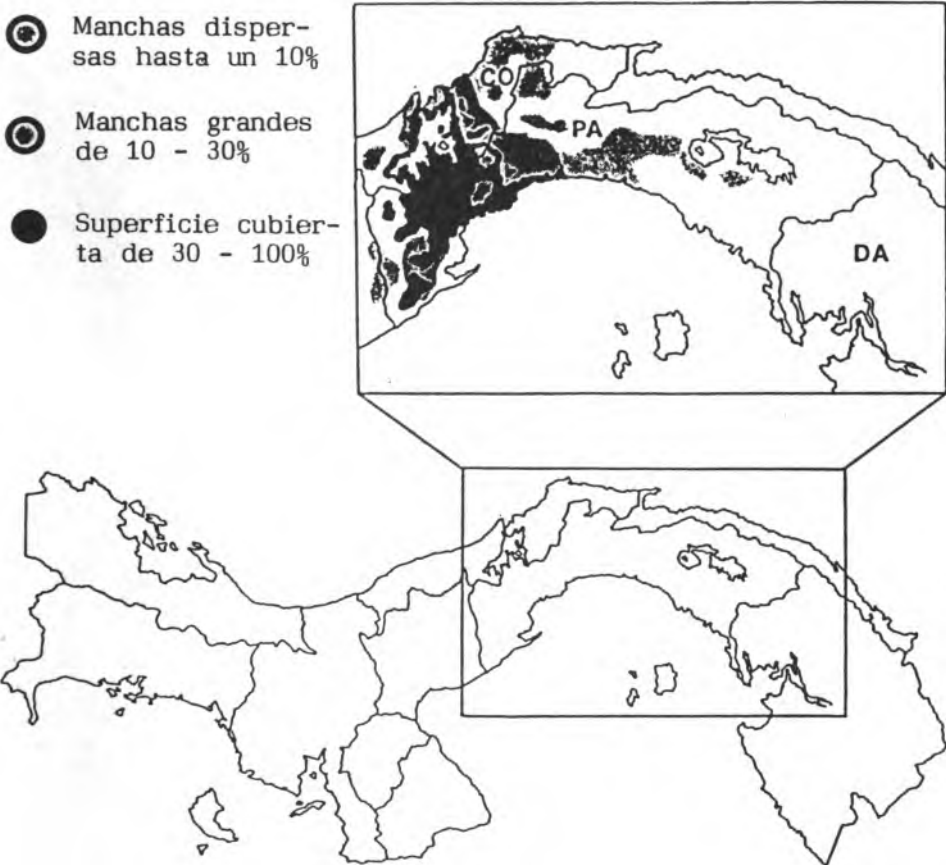 Manchas disper-
sas hasta un 10%
Manchas grandes
de 10 - 30%
Superficie cubier-
ta de 30 - 100%
CO
PA
DA